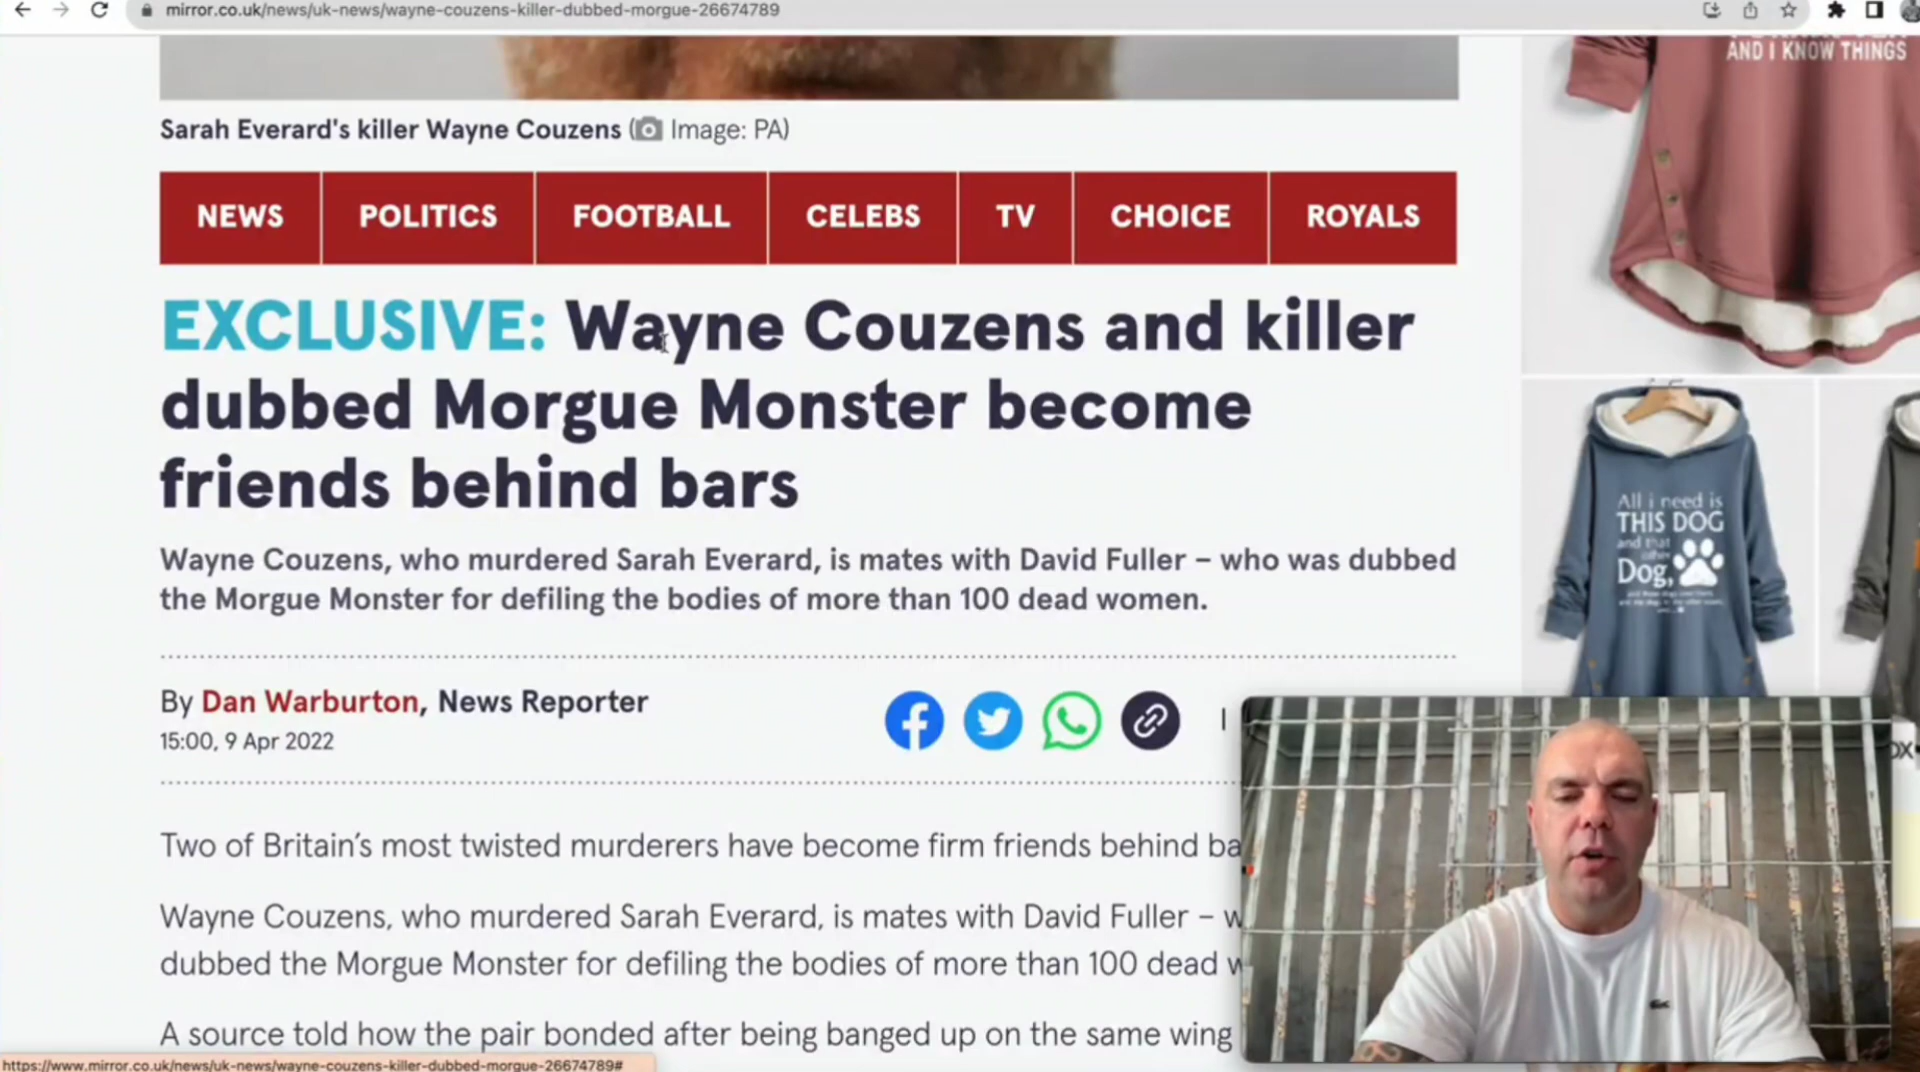 mirror.co.uk/news/uk-news/wayne-couzens-killer-dubbed-morgue-26674789
AND I KNOW THINGS
Sarah Everard's killer Wayne Couzens (Image: PA)
NEWS POLITICS FOOTBALL CELEBS TV CHOICE ROYALS
EXCLUSIVE: Wayne Couzens and killer
dubbed Morgue Monster become
friends behind bars
All i need is
THIS DOG
and that
other
Dog,
Wayne Couzens, who murdered Sarah Everard, is mates with David Fuller – who was dubbed
the Morgue Monster for defiling the bodies of more than 100 dead women.
By Dan Warburton, News Reporter
15:00, 9 Apr 2022
Two of Britain's most twisted murderers have become firm friends behind ba
Wayne Couzens, who murdered Sarah Everard, is mates with David Fuller – w
dubbed the Morgue Monster for defiling the bodies of more than 100 dead w
A source told how the pair bonded after being banged up on the same wing
https://www.mirror.co.uk/news/uk-news/wayne-couzens-killer-dubbed-morgue-26674789#